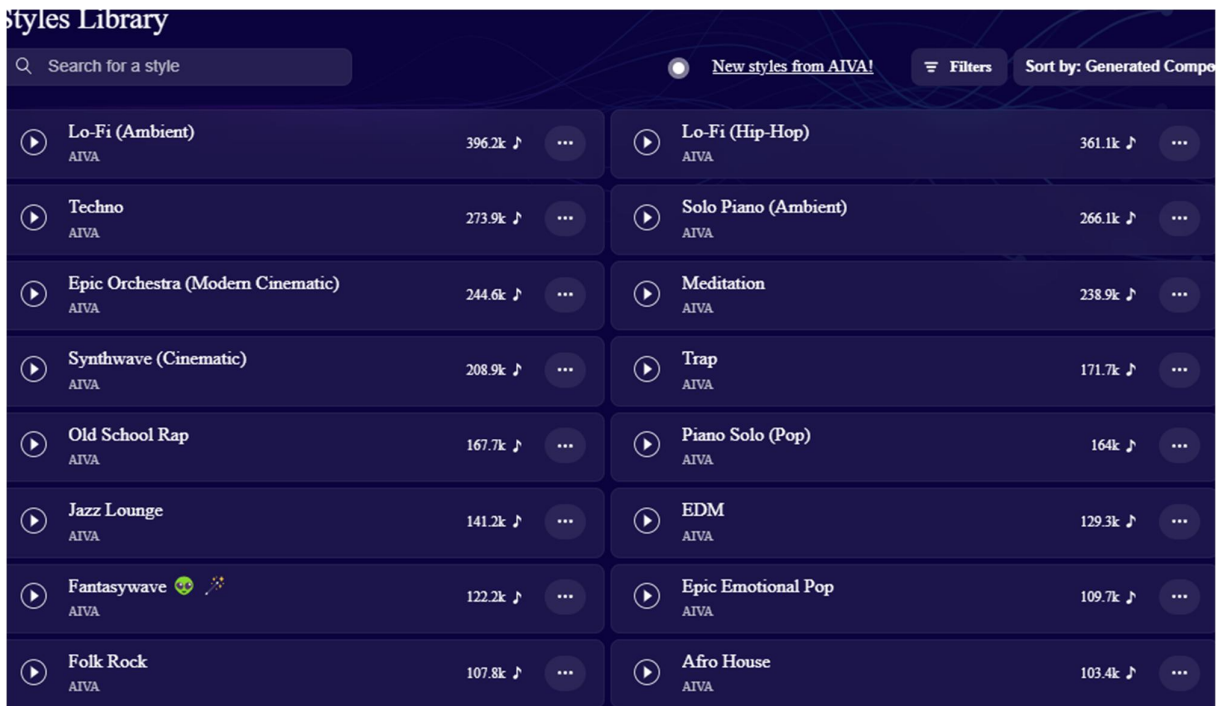 Styles Library
Search for a style
New styles from AIVA!
Filters
Sort by: Generated Compo
Lo-Fi (Ambient)
AIVA
396.2k
Lo-Fi (Hip-Hop)
AIVA
361.1k
Techno
AIVA
273.9k
Solo Piano (Ambient)
AIVA
266.1k
Epic Orchestra (Modern Cinematic)
AIVA
244.6k
Meditation
AIVA
238.9k
Synthwave (Cinematic)
AIVA
208.9k
Trap
AIVA
171.7k
Old School Rap
AIVA
167.7k
Piano Solo (Pop)
AIVA
164k
Jazz Lounge
AIVA
141.2k
EDM
AIVA
129.3k
Fantasywave 👽 🪄
AIVA
122.2k
Epic Emotional Pop
AIVA
109.7k
Folk Rock
AIVA
107.8k
Afro House
AIVA
103.4k